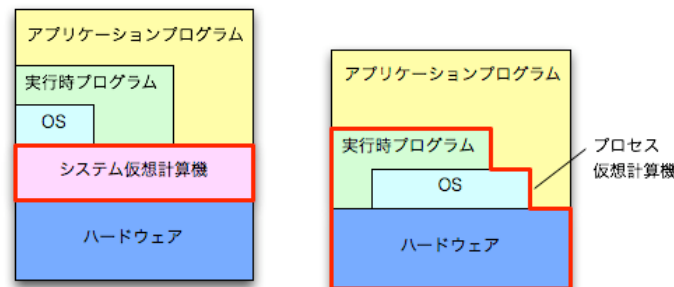 アプリケーションプログラム
実行時プログラム
OS
システム仮想計算機
ハードウェア
アプリケーションプログラム
実行時プログラム
OS
ハードウェア
プロセス
仮想計算機